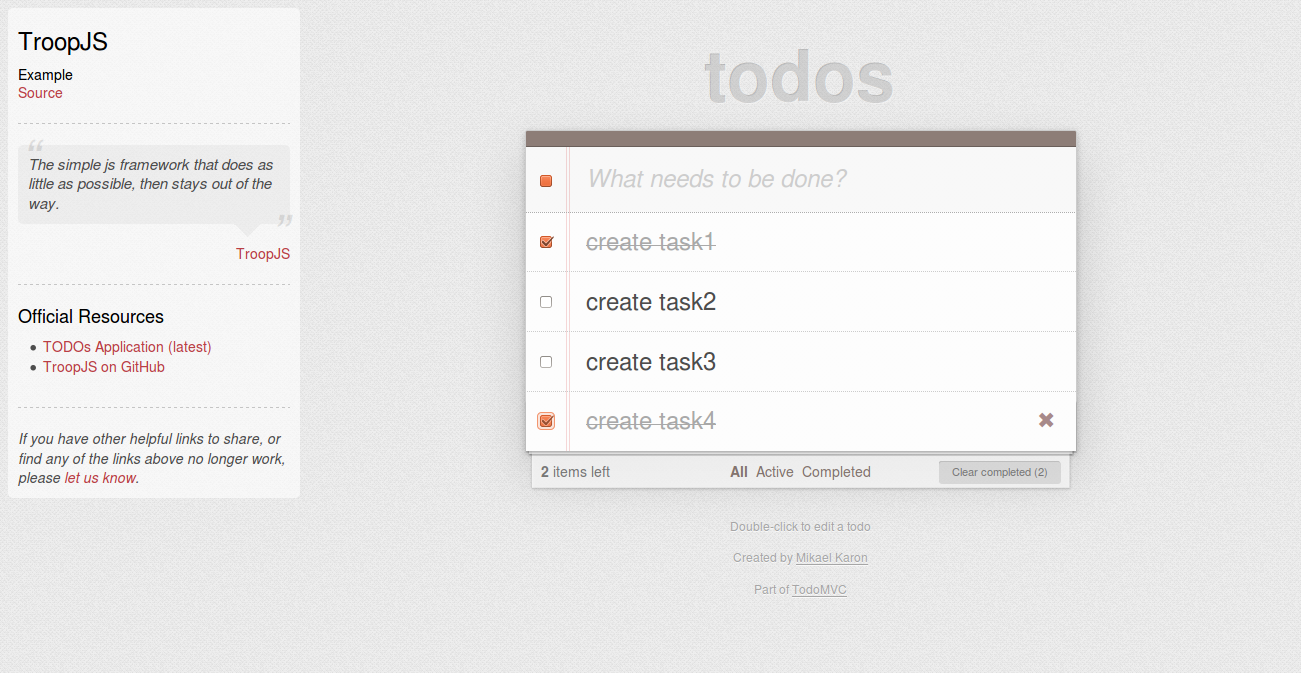 TroopJS
Example
Source
“
The simple js framework that does as
little as possible, then stays out of the
way.
”
TroopJS
Official Resources
• TODOs Application (latest)
• TroopJS on GitHub
If you have other helpful links to share, or
find any of the links above no longer work,
please let us know.
todos
What needs to be done?
create task1
create task2
create task3
create task4 ✖
2 items left All Active Completed Clear completed (2)
Double-click to edit a todo
Created by Mikael Karon
Part of TodoMVC